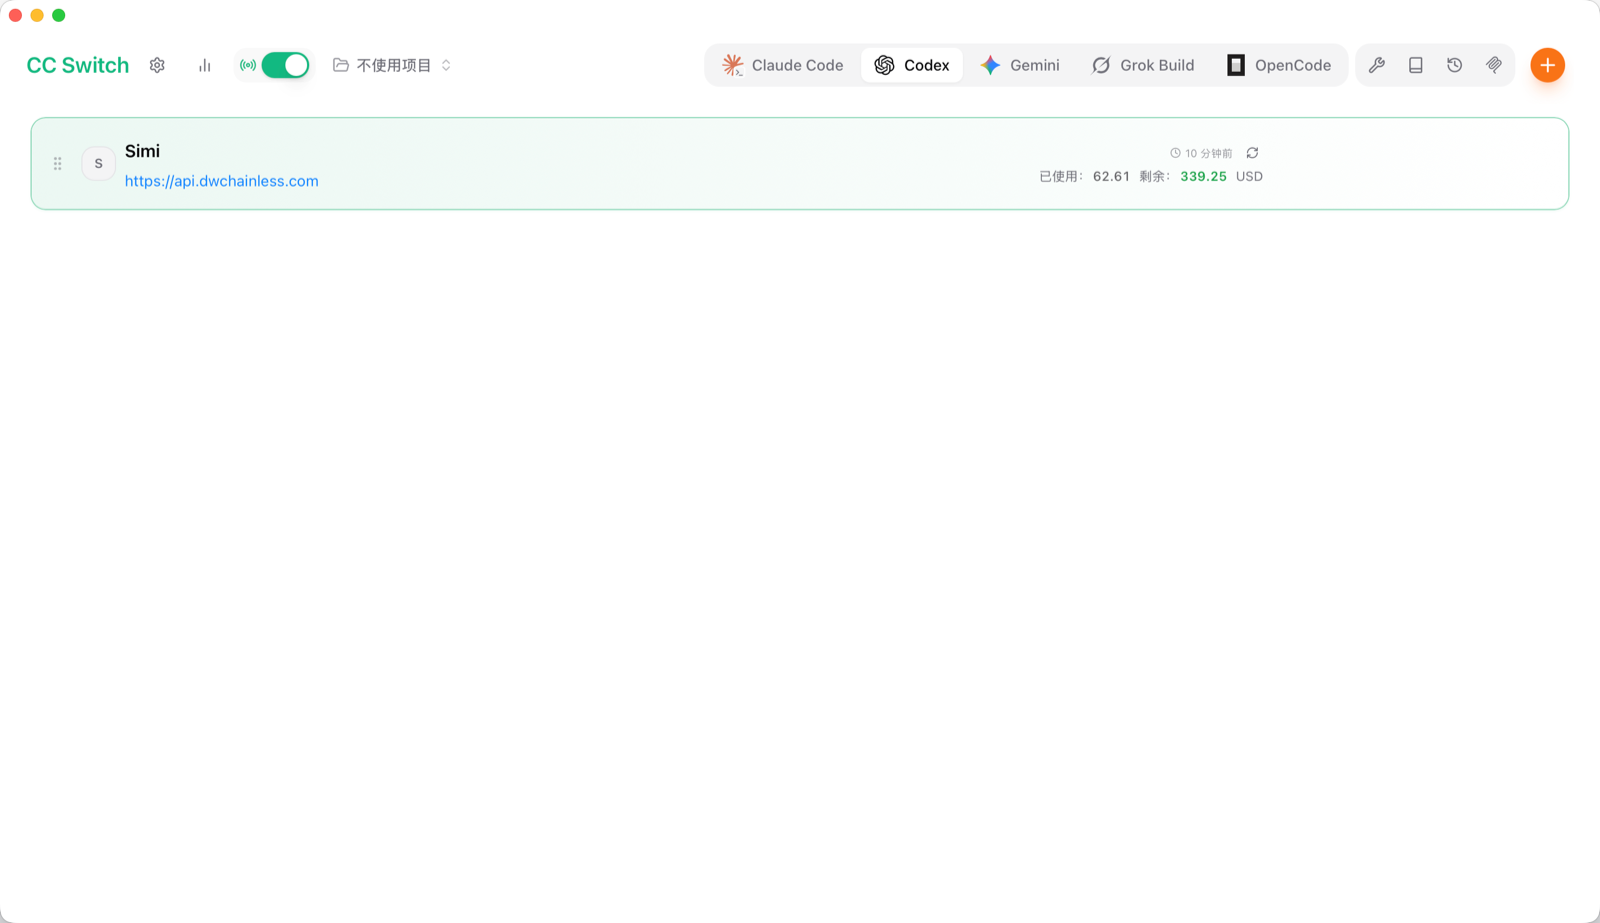 CC Switch 不使用项目 Claude Code Codex Gemini Grok Build OpenCode
S
Simi
https://api.dwchainless.com
10 分钟前
已使用： 62.61 剩余： 339.25 USD